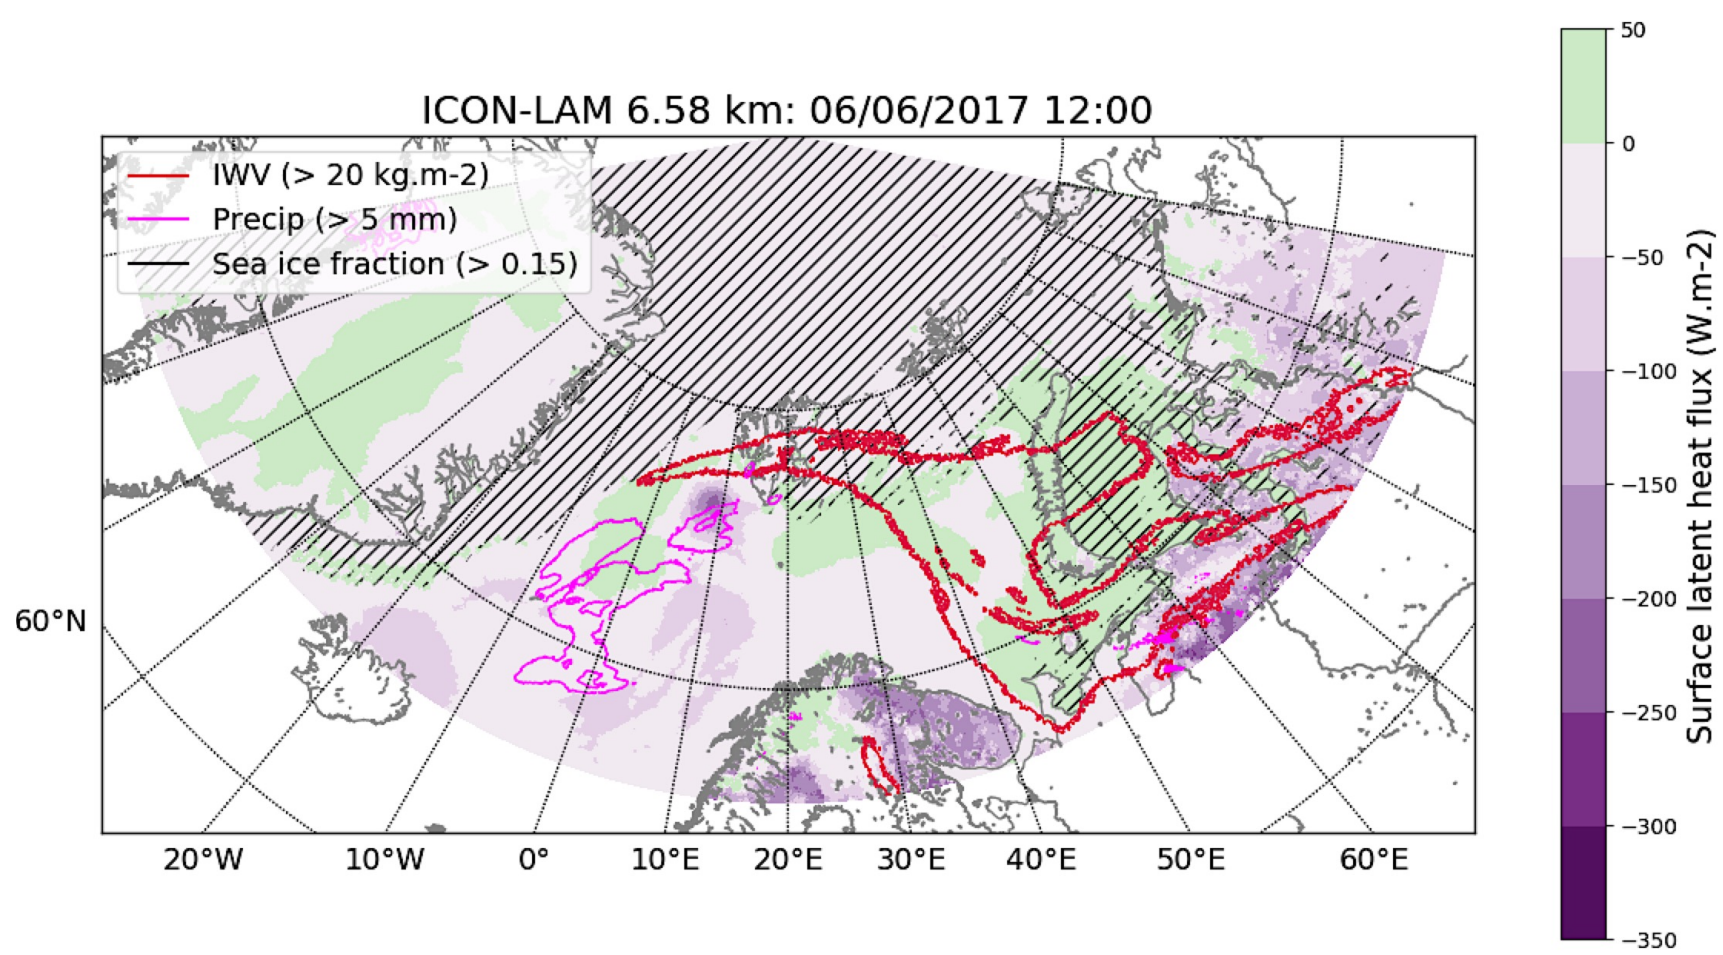 ICON-LAM 6.58 km: 06/06/2017 12:00
IWV (> 20 kg.m-2)
Precip (> 5 mm)
Sea ice fraction (> 0.15)
60°N
20°W 10°W 0° 10°E 20°E 30°E 40°E 50°E 60°E
50
0
−50
−100
−150
−200
−250
−300
−350
Surface latent heat flux (W.m-2)